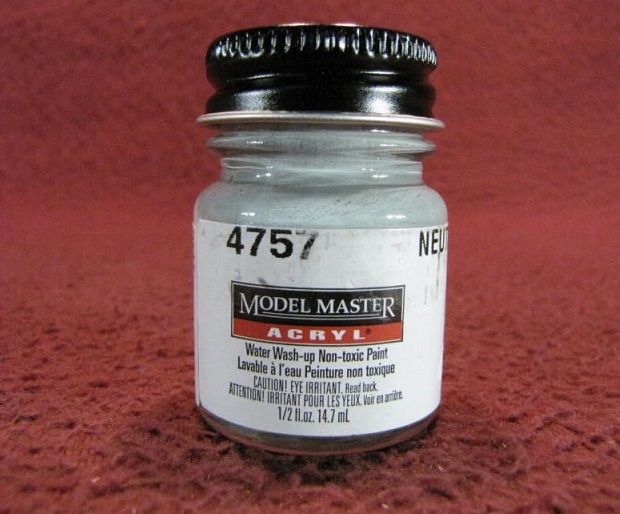 4757
NEU
MODEL MASTER
ACRYL®
Water Wash-up Non-toxic Paint
Lavable à l'eau Peinture non toxique
CAUTION! EYE IRRITANT. Read back.
ATTENTION! IRRITANT POUR LES YEUX. Voir en arrière.
1/2 fl.oz. 14.7 mL